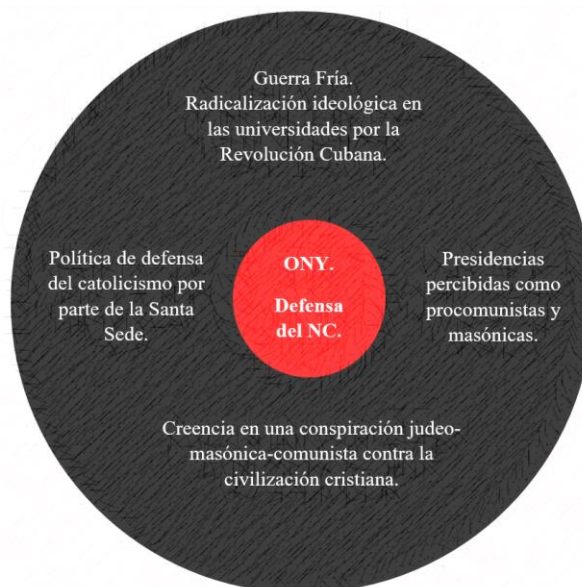 Guerra Fría.
Radicalización ideológica en
las universidades por la
Revolución Cubana.
Política de defensa
del catolicismo por
parte de la Santa
Sede.
ONY.
Defensa
del NC.
Presidencias
percibidas como
procomunistas y
masónicas.
Creencia en una conspiración judeo-
masónica-comunista contra la
civilización cristiana.